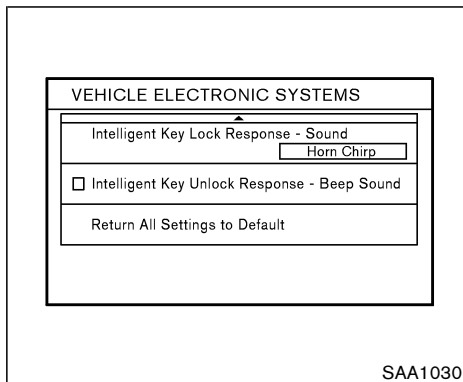 VEHICLE ELECTRONIC SYSTEMS
Intelligent Key Lock Response - Sound
Horn Chirp
Intelligent Key Unlock Response - Beep Sound
Return All Settings to Default
SAA1030